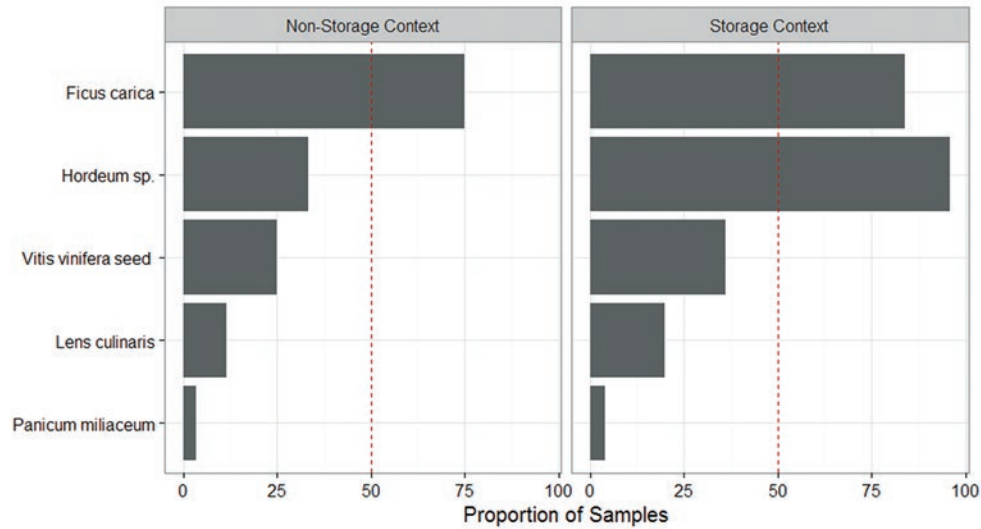 Non-Storage Context
Storage Context
Ficus carica
Hordeum sp.
Vitis vinifera seed
Lens culinaris
Panicum miliaceum
0 25 50 75 100
0 25 50 75 100
Proportion of Samples